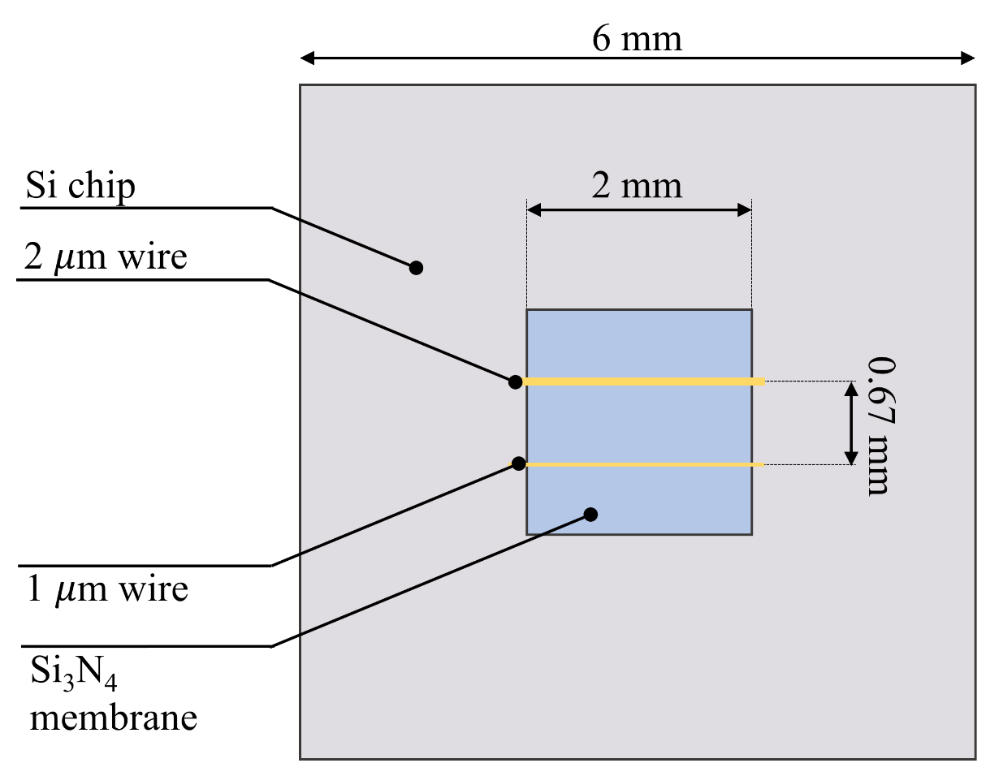 6 mm
Si chip
2 mm
2 μm wire
0.67 mm
1 μm wire
Si₃N₄
membrane